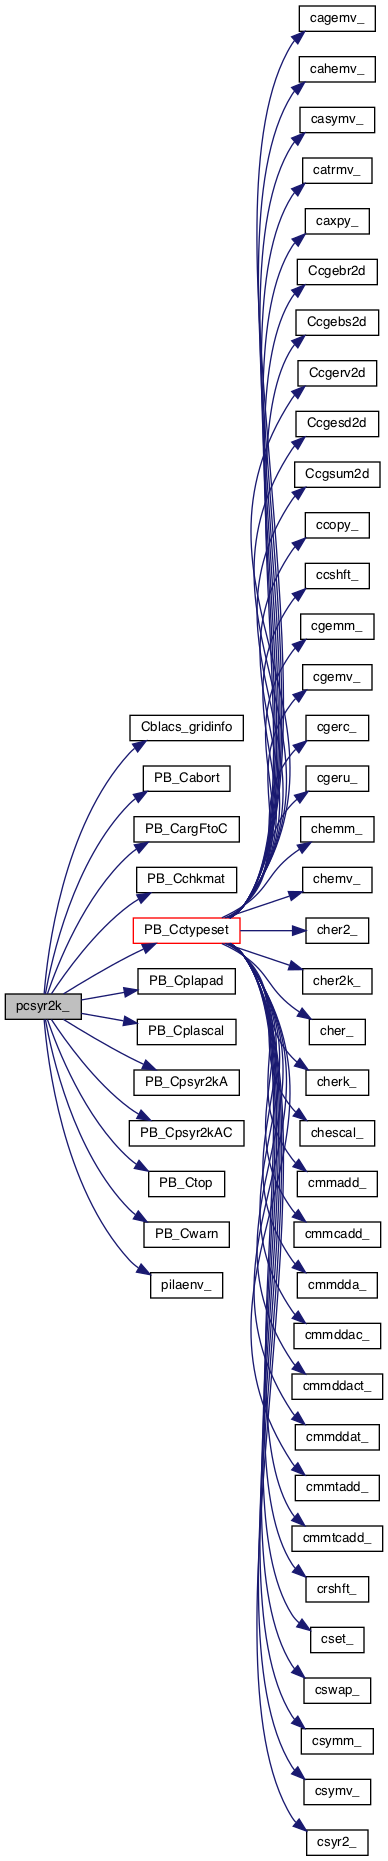 cagemv_
cahemv_
casymv_
catrmv_
caxpy_
Ccgebr2d
Ccgebs2d
Ccgerv2d
Ccgesd2d
Ccgsum2d
ccopy_
ccshft_
cgemm_
cgemv_
cgerc_
cgeru_
chemm_
chemv_
cher2_
cher2k_
cher_
cherk_
chescal_
cmmadd_
cmmcadd_
cmmdda_
cmmddac_
cmmddact_
cmmddat_
cmmtadd_
cmmtcadd_
crshft_
cset_
cswap_
csymm_
csymv_
csyr2_
Cblacs_gridinfo
PB_Cabort
PB_CargFtoC
PB_Cchkmat
PB_Cctypeset
PB_Cplapad
PB_Cplascal
PB_Cpsyr2kA
PB_Cpsyr2kAC
PB_Ctop
PB_Cwarn
pilaenv_
pcsyr2k_